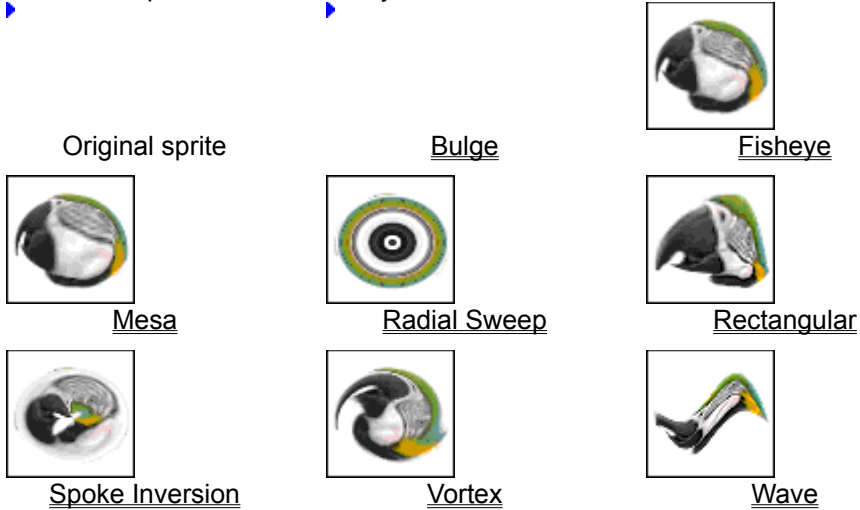 Original sprite
Bulge
Fisheye
Mesa
Radial Sweep
Rectangular
Spoke Inversion
Vortex
Wave